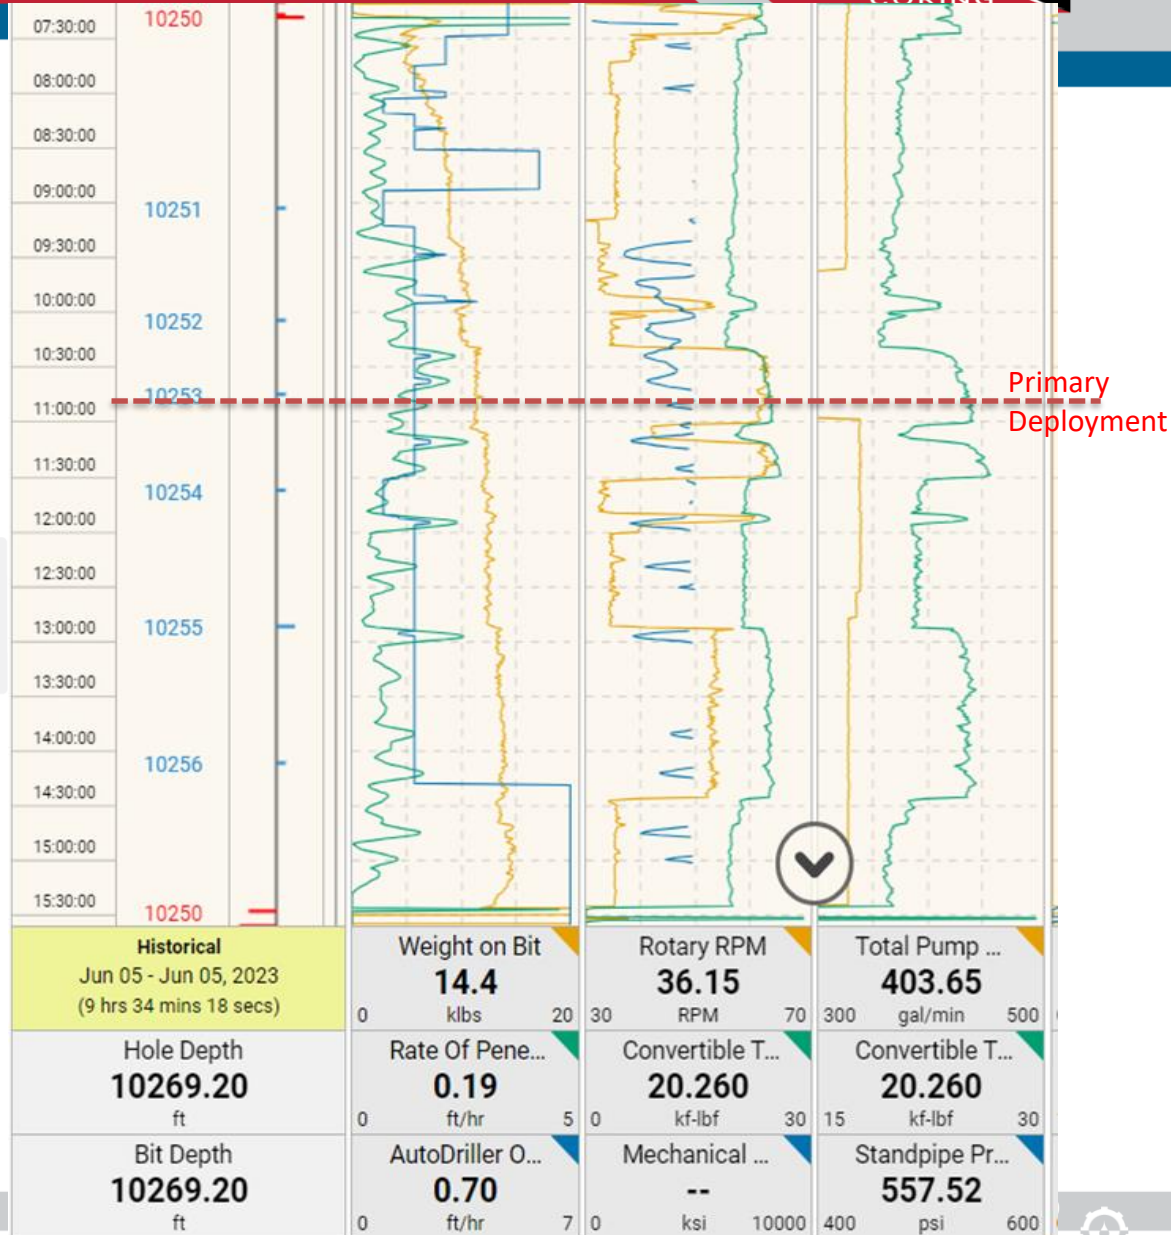 CORING
07:30:00
08:00:00
08:30:00
09:00:00
09:30:00
10:00:00
10:30:00
11:00:00
11:30:00
12:00:00
12:30:00
13:00:00
13:30:00
14:00:00
14:30:00
15:00:00
15:30:00
10250
10251
10252
10253
10254
10255
10256
10250
Primary
Deployment
Historical
Jun 05 - Jun 05, 2023
(9 hrs 34 mins 18 secs)
Weight on Bit
14.4
0 klbs 20
Rotary RPM
36.15
30 RPM 70
Total Pump ...
403.65
300 gal/min 500
Hole Depth
10269.20
ft
Rate Of Pene...
0.19
0 ft/hr 5
Convertible T...
20.260
0 kf-lbf 30
Convertible T...
20.260
15 kf-lbf 30
Bit Depth
10269.20
ft
AutoDriller O...
0.70
0 ft/hr 7
Mechanical ...
--
0 ksi 10000
Standpipe Pr...
557.52
400 psi 600